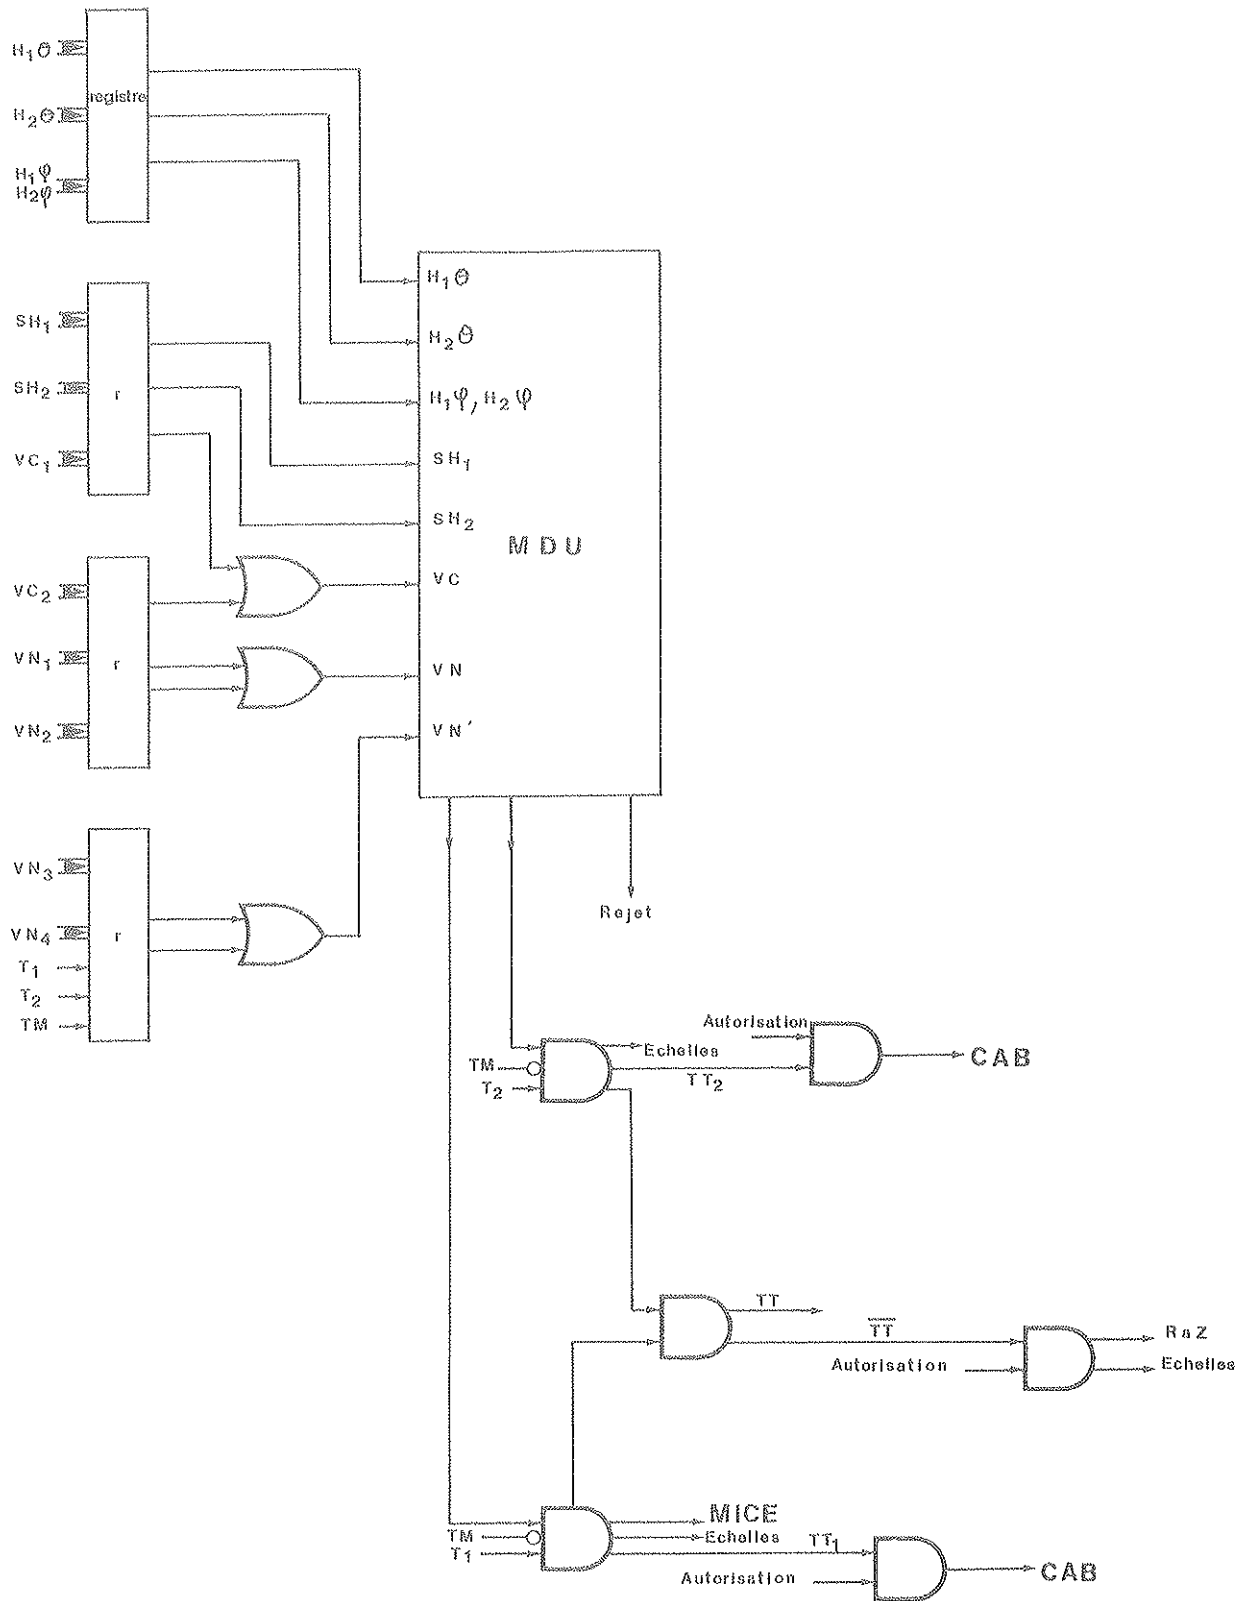 H₁Θ
registre
H₂Θ
H₁φ
H₂φ
H₁Θ
H₂Θ
H₁φ, H₂φ
SH₁
SH₂
VC
VN
VN'
MDU
SH₁
SH₂
r
VC₁
VC₂
VN₁
r
VN₂
VN₃
VN₄
r
T₁
T₂
TM
Rejet
Autorisation
Echelles
CAB
TM
TT₂
T₂
TT
T̅T̅
RaZ
Autorisation
Echelles
MICE
TM
Echelles
T₁
TT₁
Autorisation
CAB